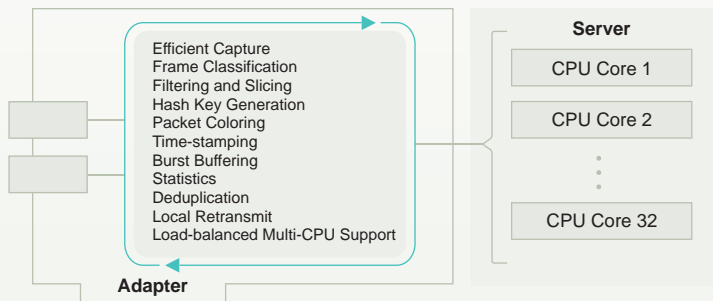 Efficient Capture
Frame Classification
Filtering and Slicing
Hash Key Generation
Packet Coloring
Time-stamping
Burst Buffering
Statistics
Deduplication
Local Retransmit
Load-balanced Multi-CPU Support
Adapter
Server
CPU Core 1
CPU Core 2
CPU Core 32